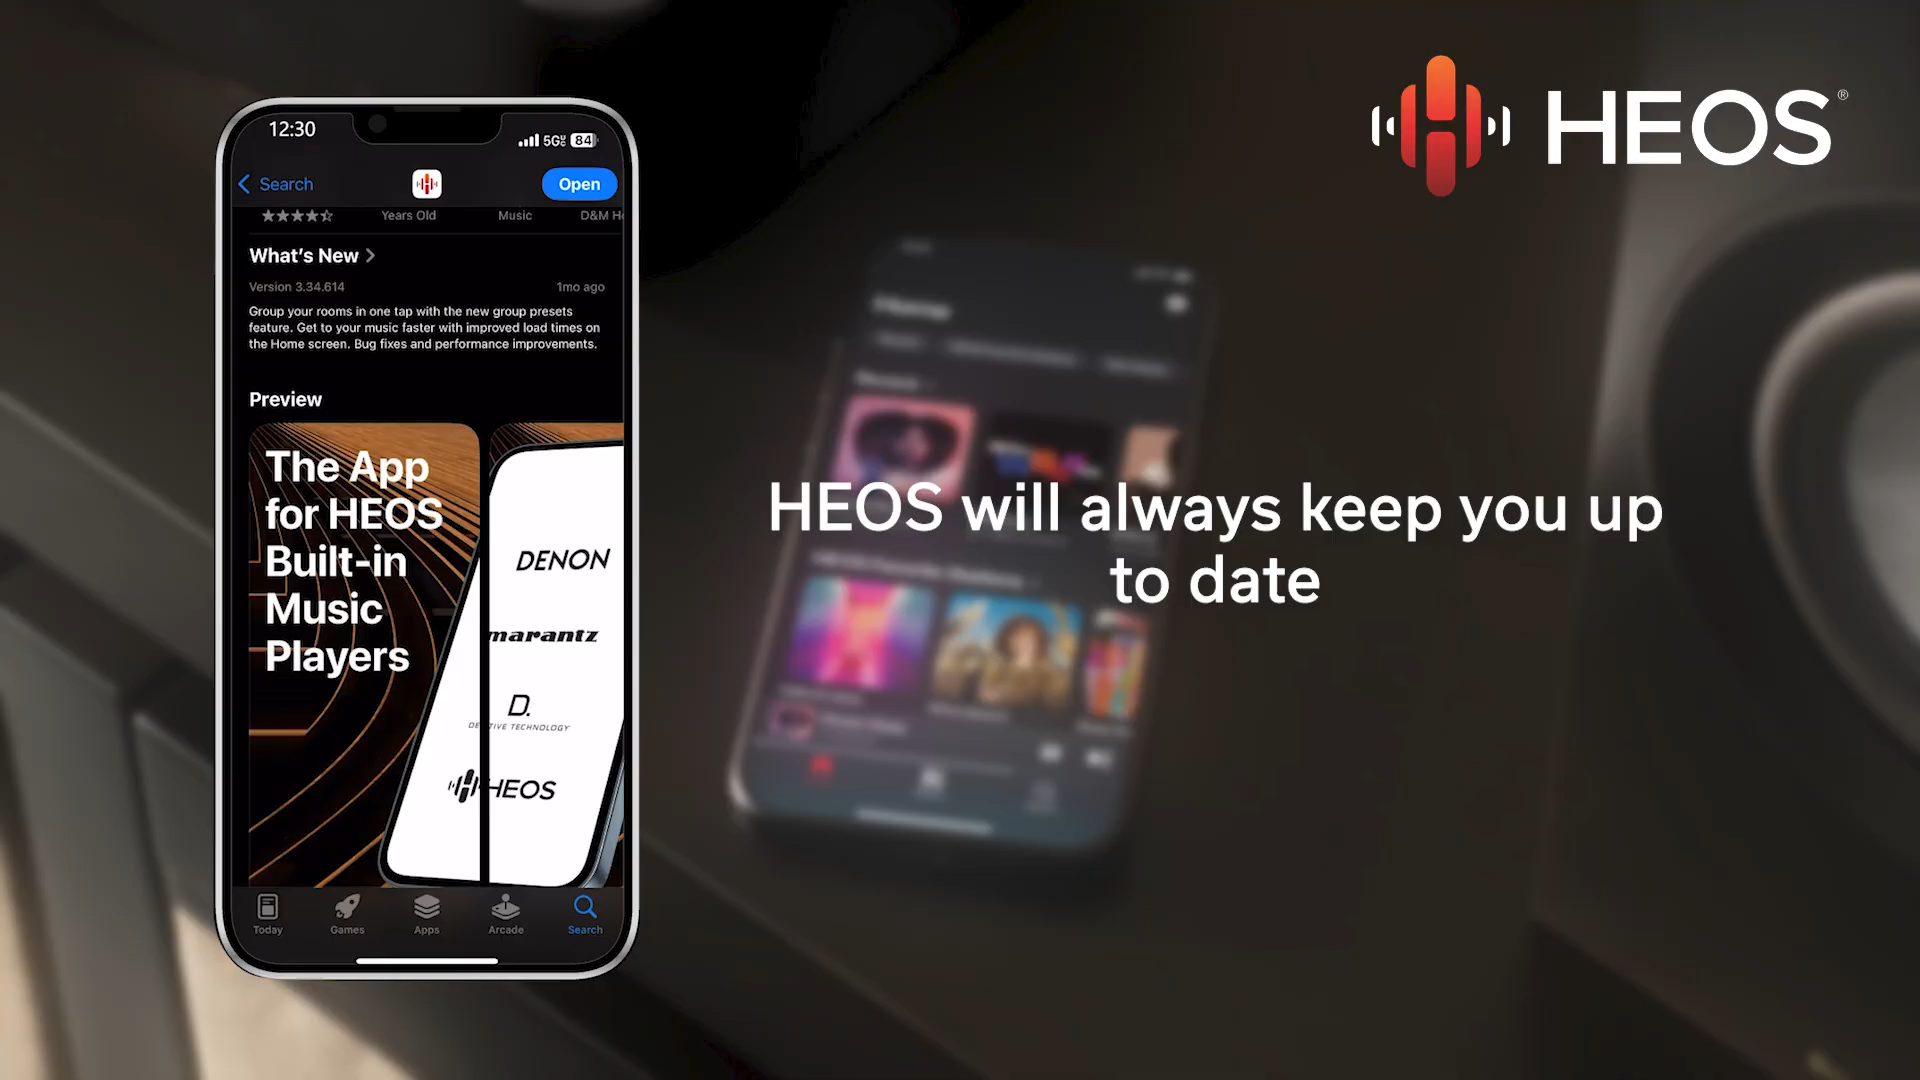 HEOS®
12:30
5GUC 84
Search
Open
Years Old
Music
D&M H
What's New
Version 3.34.614
1mo ago
Group your rooms in one tap with the new group presets
feature. Get to your music faster with improved load times on
the Home screen. Bug fixes and performance improvements.
Preview
The App
for HEOS
Built-in
Music
Players
DENON
marantz
D.
TECHNOLOGY
HEOS
Today
Games
Apps
Arcade
Search
HEOS will always keep you up
to date